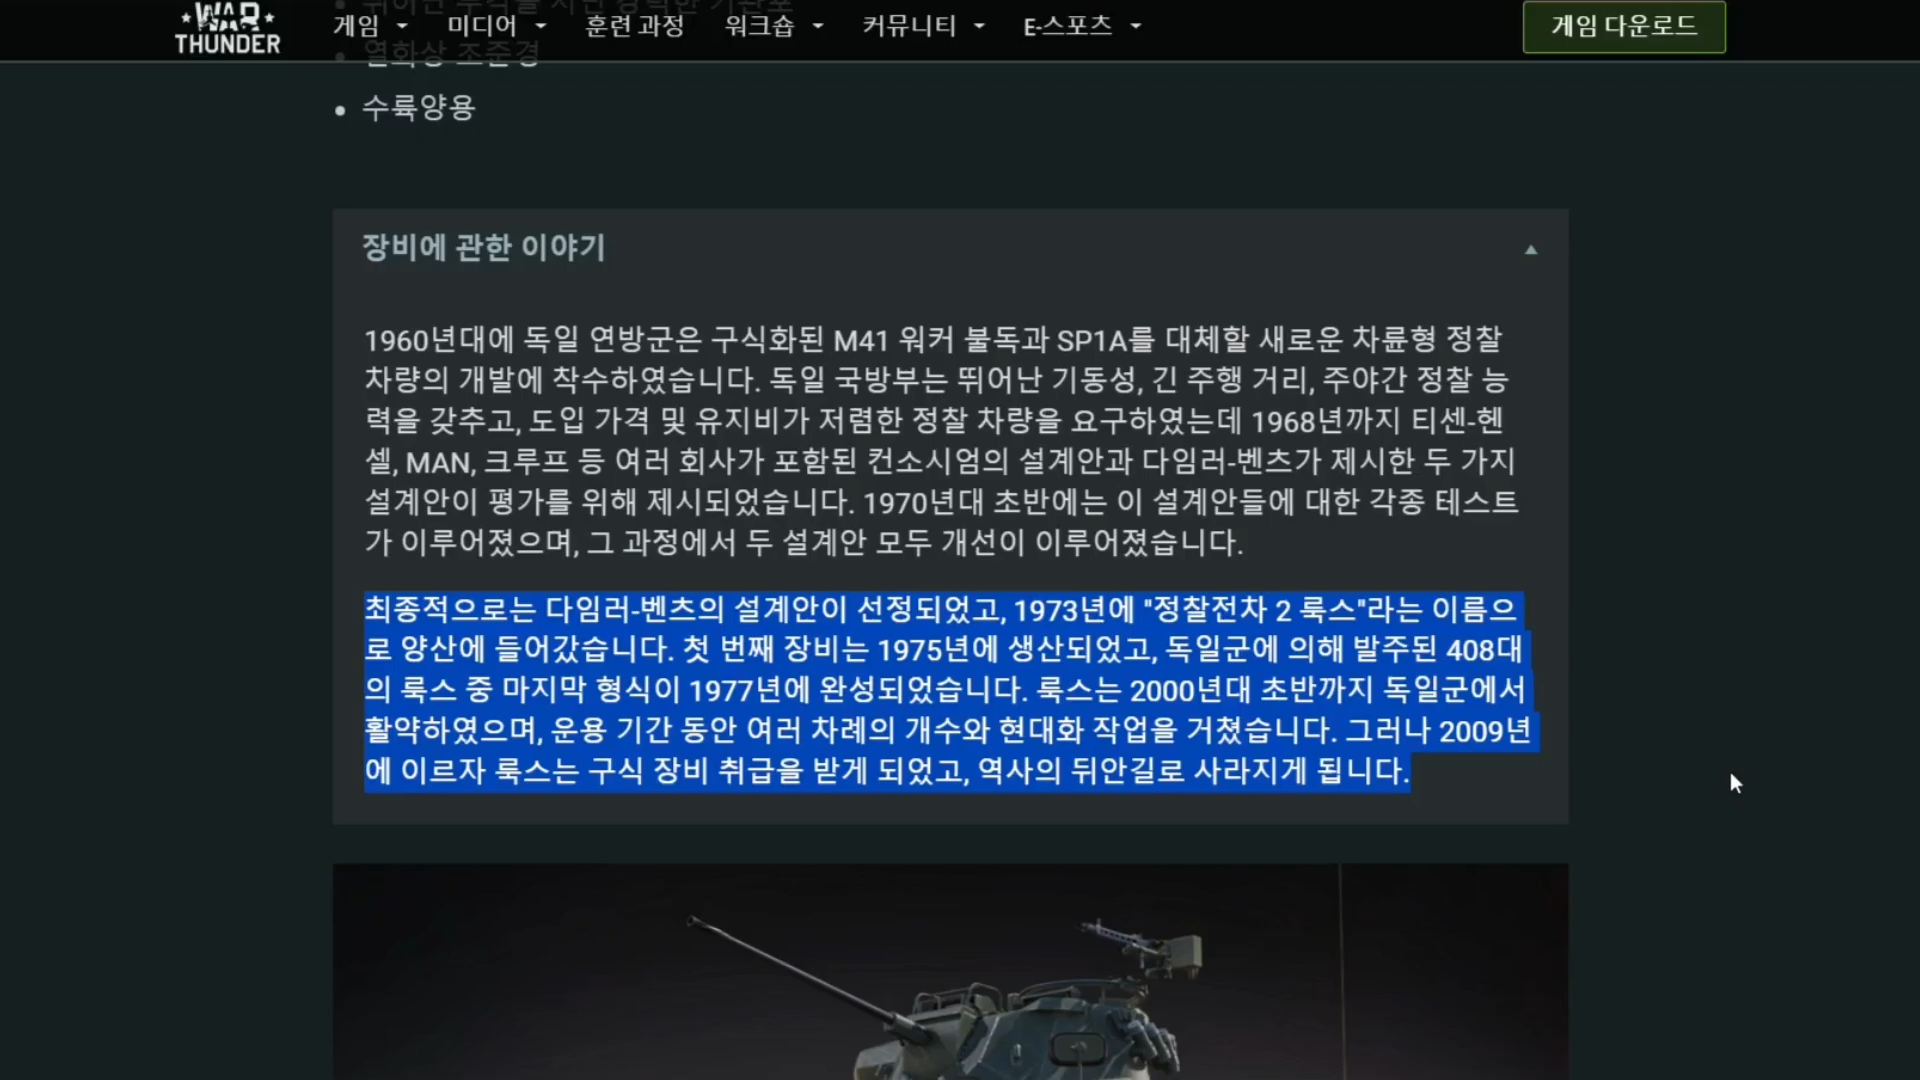 WAR
THUNDER
게임
미디어
훈련 과정
워크숍
커뮤니티
E-스포츠
게임 다운로드
열화상 조준경
수륙양용
장비에 관한 이야기
1960년대에 독일 연방군은 구식화된 M41 워커 불독과 SP1A를 대체할 새로운 차륜형 정찰
차량의 개발에 착수하였습니다. 독일 국방부는 뛰어난 기동성, 긴 주행 거리, 주야간 정찰 능
력을 갖추고, 도입 가격 및 유지비가 저렴한 정찰 차량을 요구하였는데 1968년까지 티센-헨
셸, MAN, 크루프 등 여러 회사가 포함된 컨소시엄의 설계안과 다임러-벤츠가 제시한 두 가지
설계안이 평가를 위해 제시되었습니다. 1970년대 초반에는 이 설계안들에 대한 각종 테스트
가 이루어졌으며, 그 과정에서 두 설계안 모두 개선이 이루어졌습니다.
최종적으로는 다임러-벤츠의 설계안이 선정되었고, 1973년에 "정찰전차 2 룩스"라는 이름으
로 양산에 들어갔습니다. 첫 번째 장비는 1975년에 생산되었고, 독일군에 의해 발주된 408대
의 룩스 중 마지막 형식이 1977년에 완성되었습니다. 룩스는 2000년대 초반까지 독일군에서
활약하였으며, 운용 기간 동안 여러 차례의 개수와 현대화 작업을 거쳤습니다. 그러나 2009년
에 이르자 룩스는 구식 장비 취급을 받게 되었고, 역사의 뒤안길로 사라지게 됩니다.